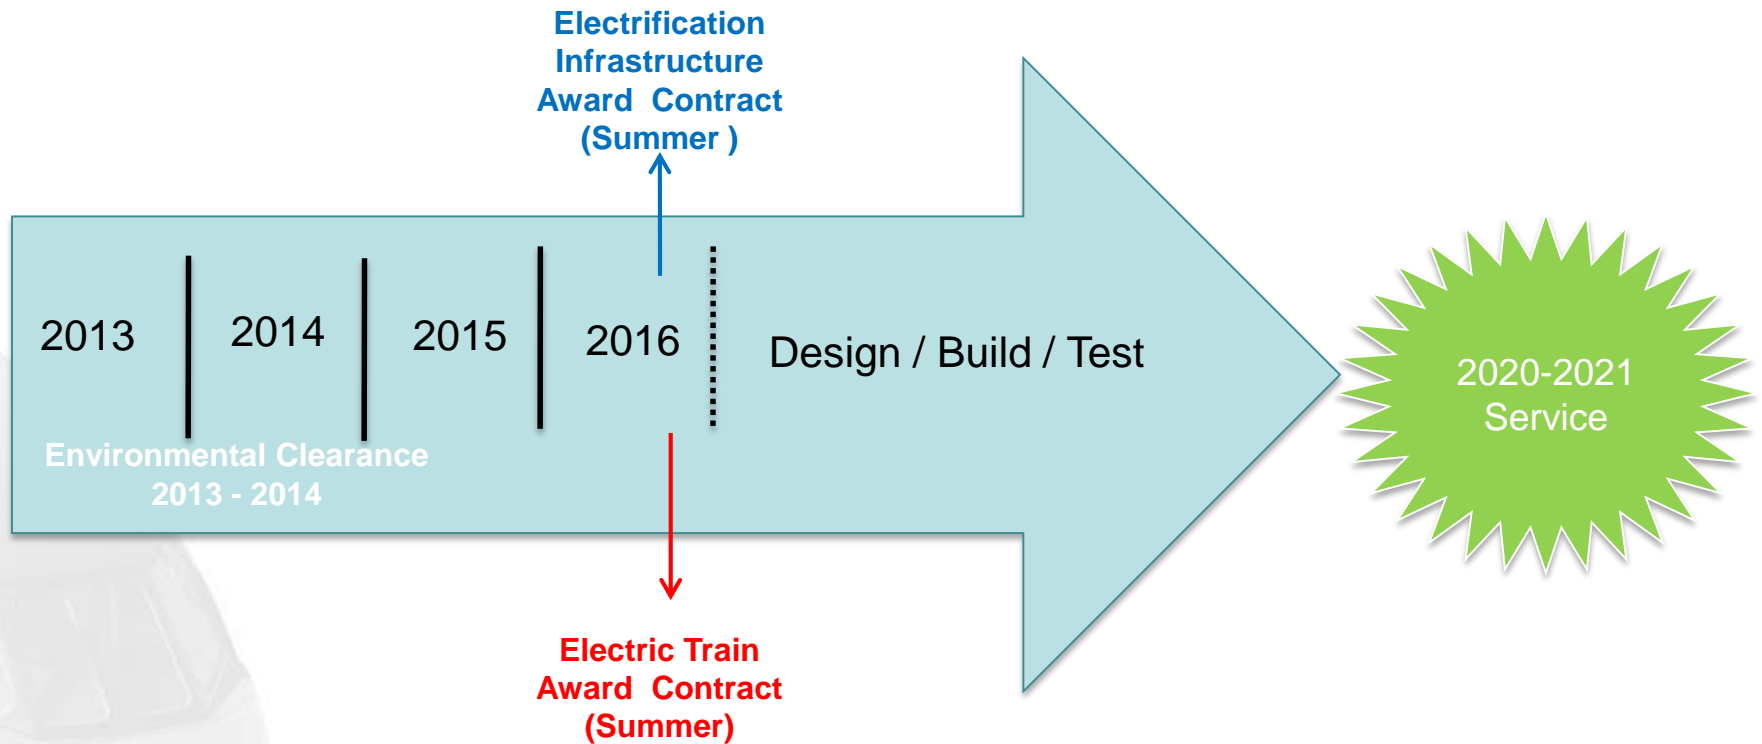 Electrification
Infrastructure
Award Contract
(Summer )
2013
2014
2015
2016
Design / Build / Test
2020-2021
Service
Environmental Clearance
2013 - 2014
Electric Train
Award Contract
(Summer)